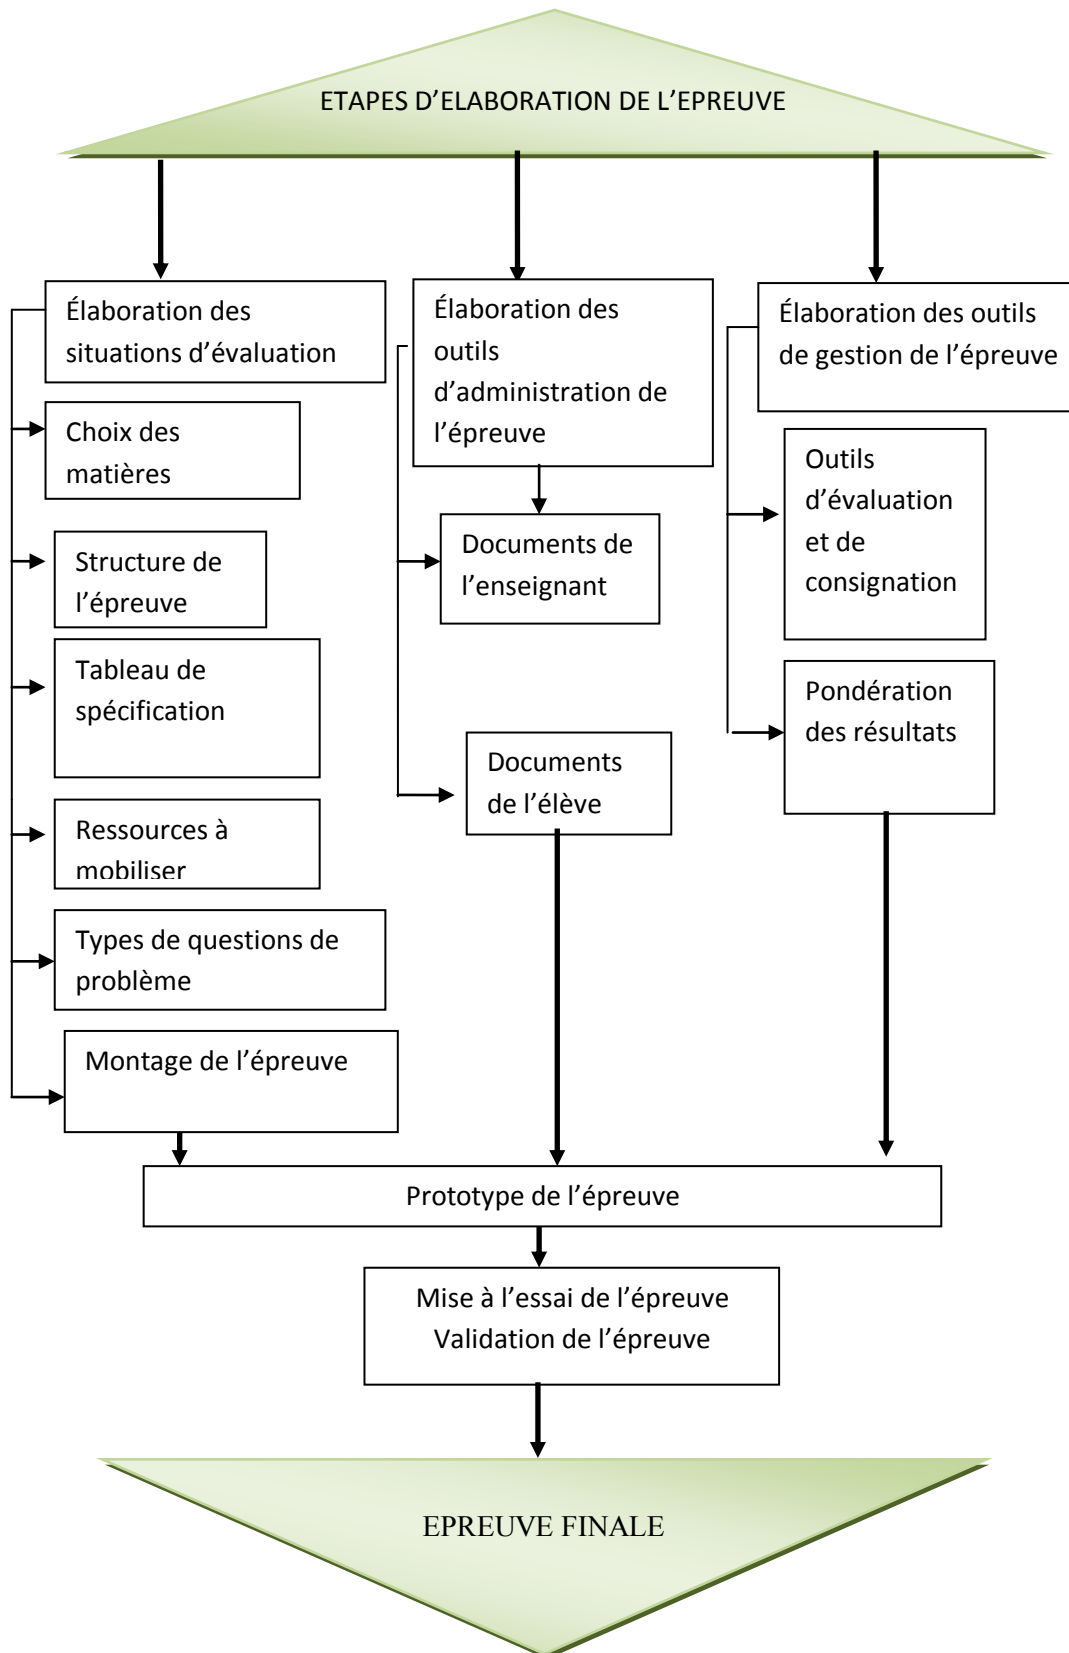 ETAPES D’ELABORATION DE L’EPREUVE
Élaboration des
situations d’évaluation
Choix des
matières
Structure de
l’épreuve
Tableau de
spécification
Ressources à
mobiliser
Types de questions de
problème
Montage de l’épreuve
Élaboration des
outils
d’administration de
l’épreuve
Documents de
l’enseignant
Documents
de l’élève
Élaboration des outils
de gestion de l’épreuve
Outils
d’évaluation
et de
consignation
Pondération
des résultats
Prototype de l’épreuve
Mise à l’essai de l’épreuve
Validation de l’épreuve
EPREUVE FINALE